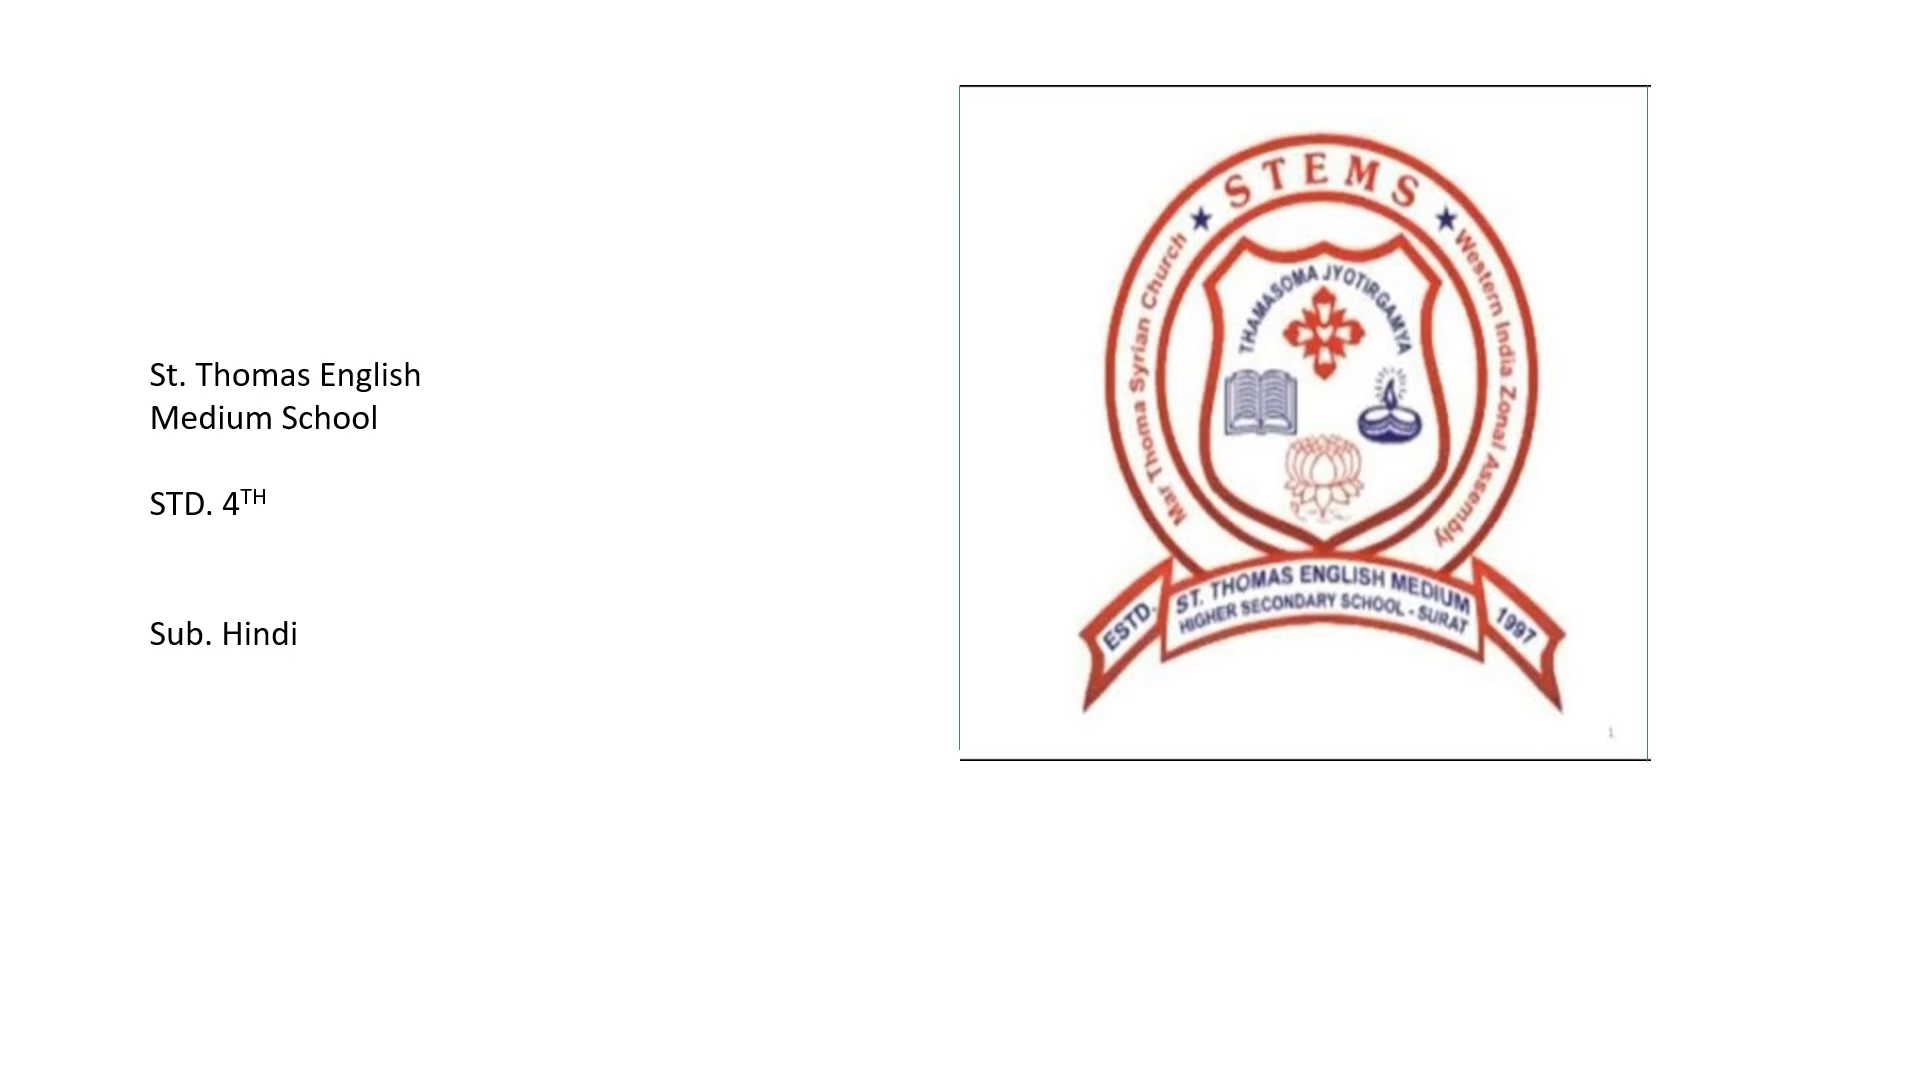 St. Thomas English
Medium School
STD. 4TH
Sub. Hindi
STEMS
Mar Thoma Syrian Church
Western India Zonal Assembly
THAMASOMA JYOTIRGAMYA
ESTD.
ST. THOMAS ENGLISH MEDIUM
HIGHER SECONDARY SCHOOL - SURAT
1997
1